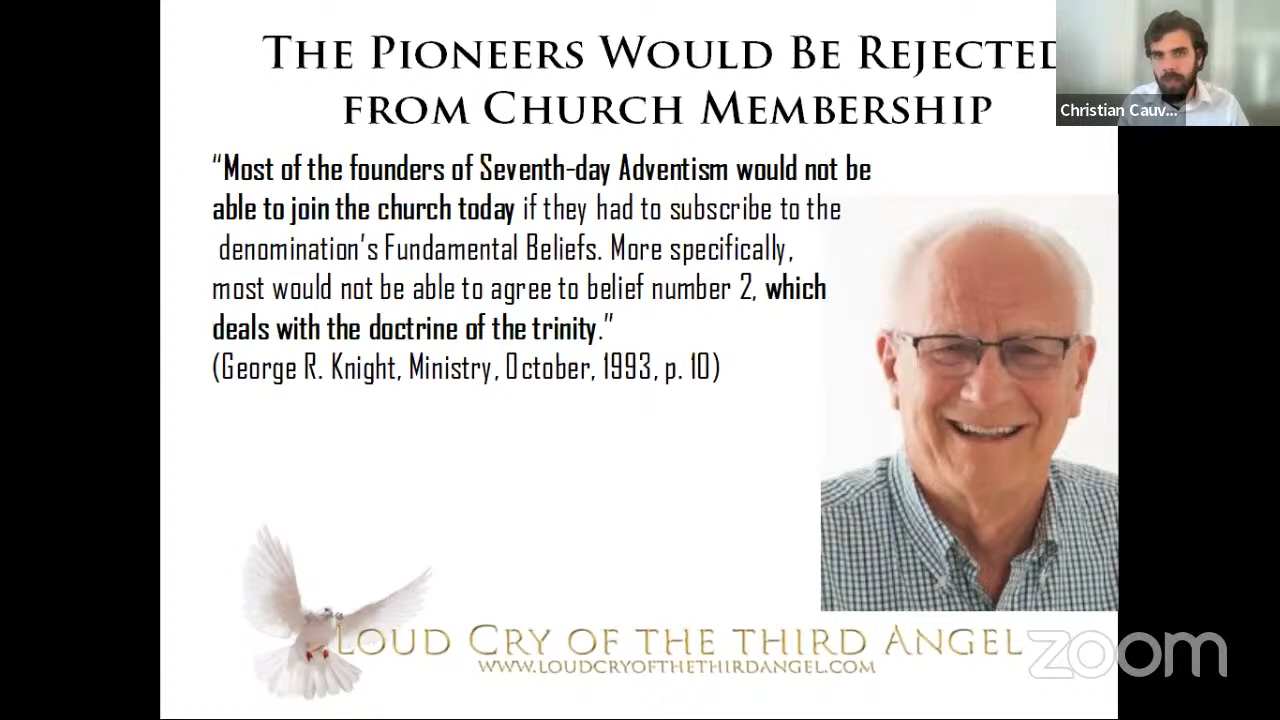 THE PIONEERS WOULD BE REJECTED
FROM CHURCH MEMBERSHIP
Christian Cauv...
“Most of the founders of Seventh-day Adventism would not be
able to join the church today if they had to subscribe to the
denomination’s Fundamental Beliefs. More specifically,
most would not be able to agree to belief number 2, which
deals with the doctrine of the trinity.”
(George R. Knight, Ministry, October, 1993, p. 10)
LOUD CRY OF THE THIRD ANGEL
WWW.LOUDCRYOFTHETHIRDANGEL.COM
zoom